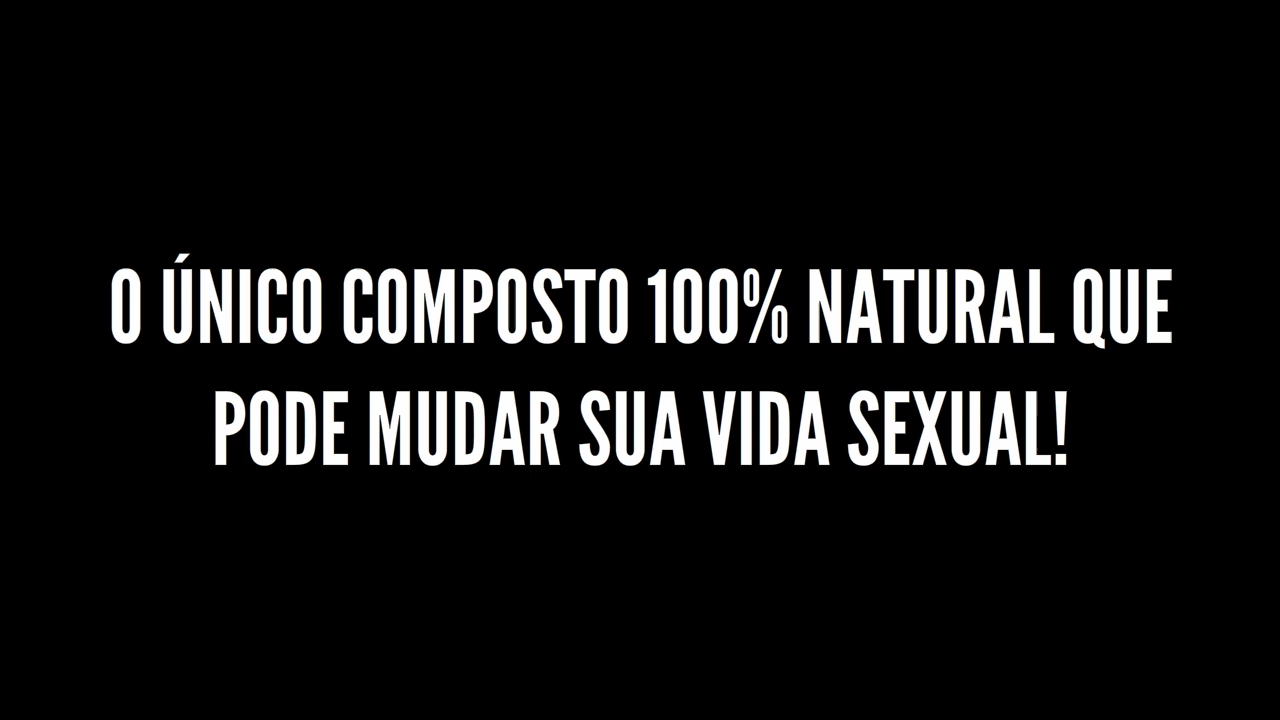 O ÚNICO COMPOSTO 100% NATURAL QUE
PODE MUDAR SUA VIDA SEXUAL!